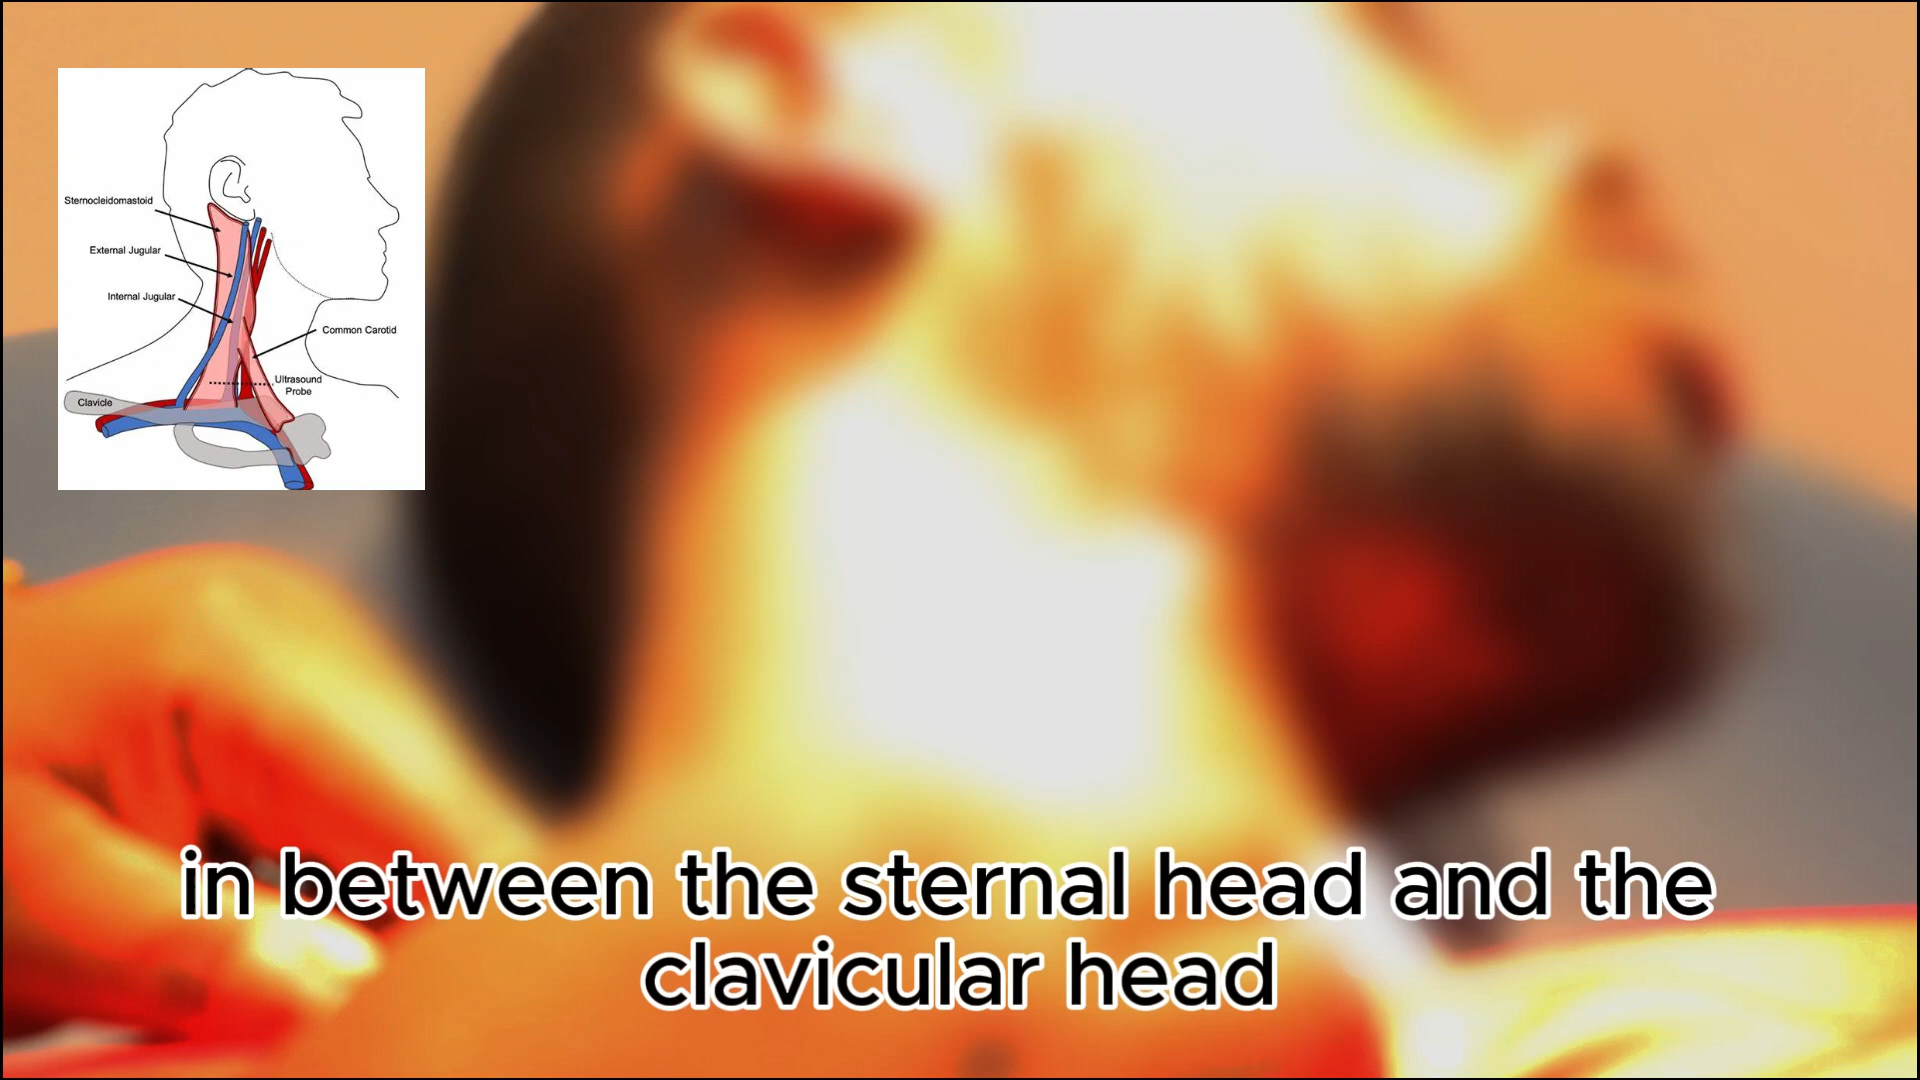 Sternocleidomastoid
External Jugular
Internal Jugular
Common Carotid
Ultrasound
Probe
Clavicle
in between the sternal head and the
clavicular head